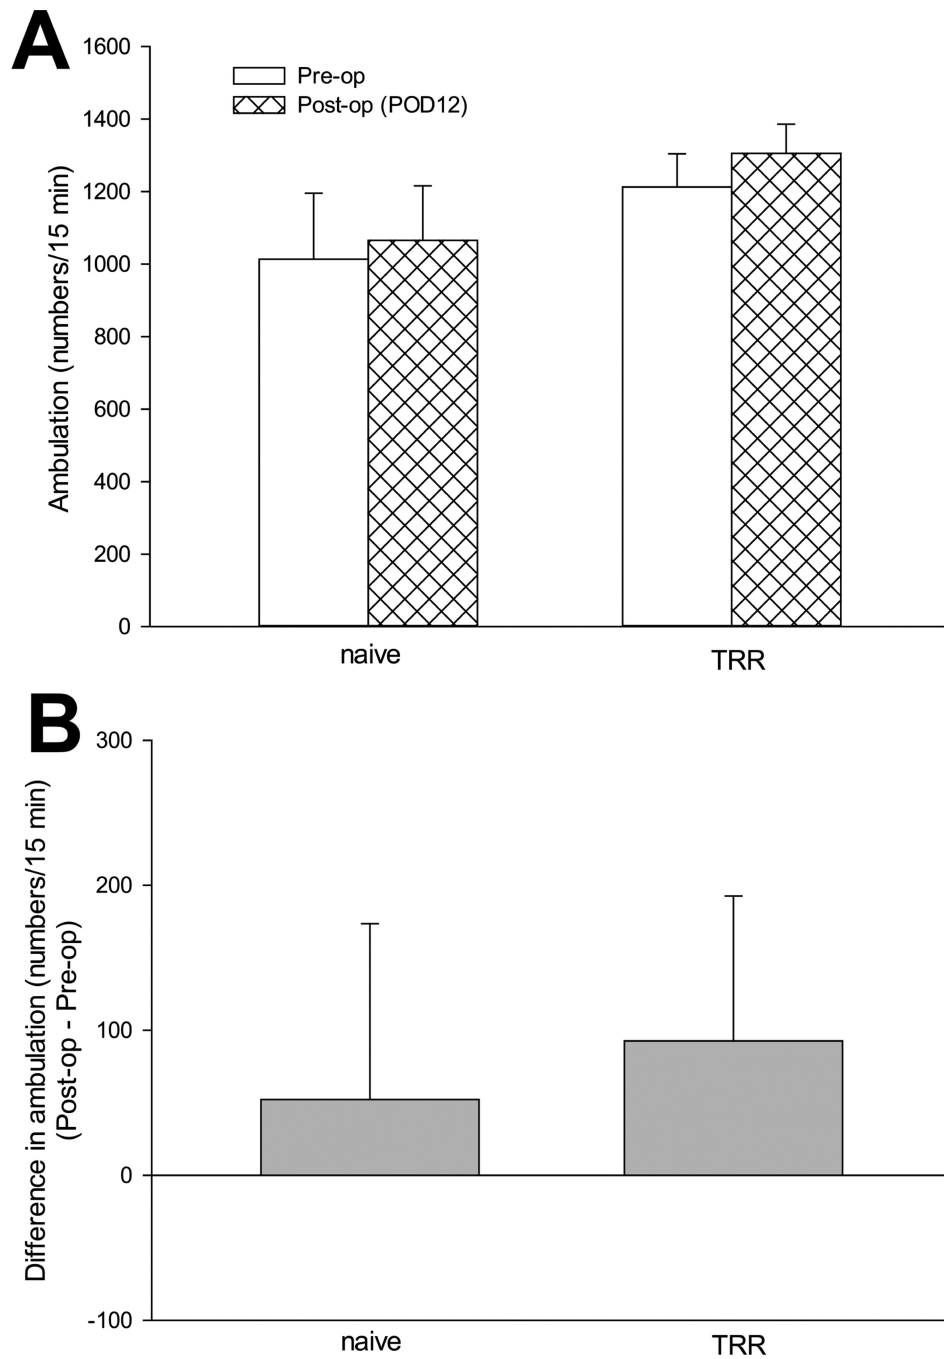 A
1600
1400
1200
1000
800
600
400
200
0
Ambulation (numbers/15 min)
Pre-op
Post-op (POD12)
naive
TRR
B
300
200
100
0
-100
Difference in ambulation (numbers/15 min)
(Post-op - Pre-op)
naive
TRR